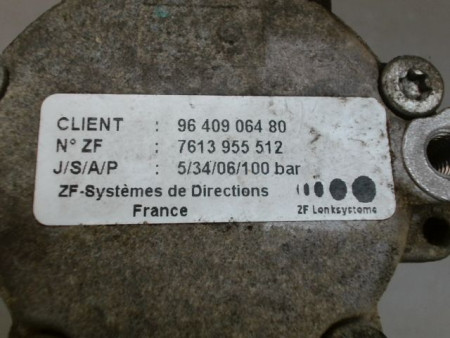 CLIENT : 96 409 064 80
N° ZF : 7613 955 512
J/S/A/P : 5/34/06/100 bar
ZF-Systèmes de Directions
France
ZF Lenksysteme